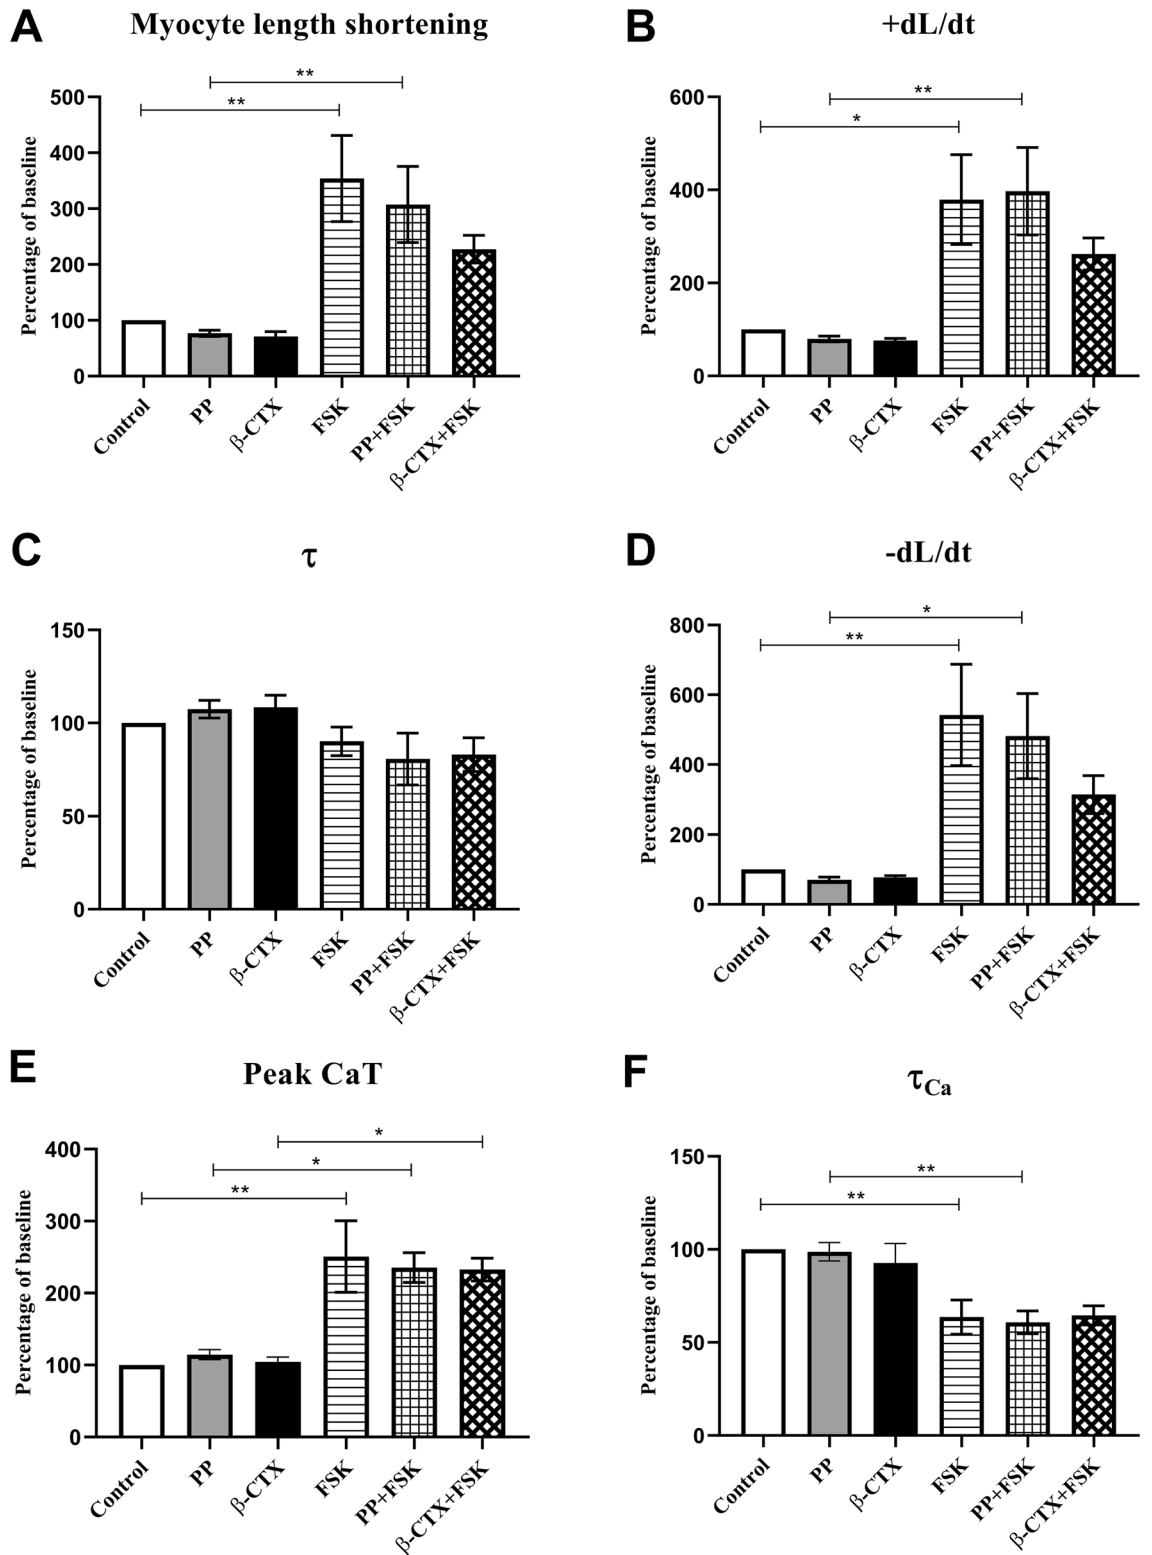 A
Myocyte length shortening
**
**
Percentage of baseline
500
400
300
200
100
0
Control
PP
β-CTX
FSK
PP+FSK
β-CTX+FSK
B
+dL/dt
**
*
Percentage of baseline
600
400
200
0
Control
PP
β-CTX
FSK
PP+FSK
β-CTX+FSK
C
τ
Percentage of baseline
150
100
50
0
Control
PP
β-CTX
FSK
PP+FSK
β-CTX+FSK
D
-dL/dt
*
**
Percentage of baseline
800
600
400
200
0
Control
PP
β-CTX
FSK
PP+FSK
β-CTX+FSK
E
Peak CaT
*
*
**
Percentage of baseline
400
300
200
100
0
Control
PP
β-CTX
FSK
PP+FSK
β-CTX+FSK
F
τCa
**
**
Percentage of baseline
150
100
50
0
Control
PP
β-CTX
FSK
PP+FSK
β-CTX+FSK